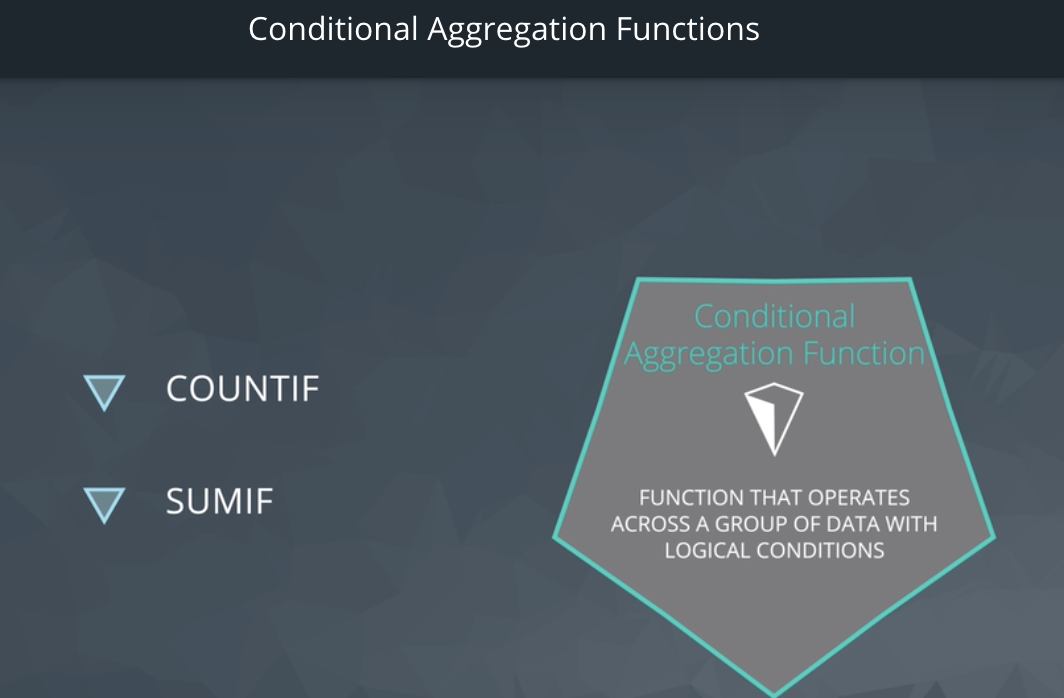 Conditional Aggregation Functions
COUNTIF
SUMIF
Conditional
Aggregation Function
FUNCTION THAT OPERATES
ACROSS A GROUP OF DATA WITH
LOGICAL CONDITIONS